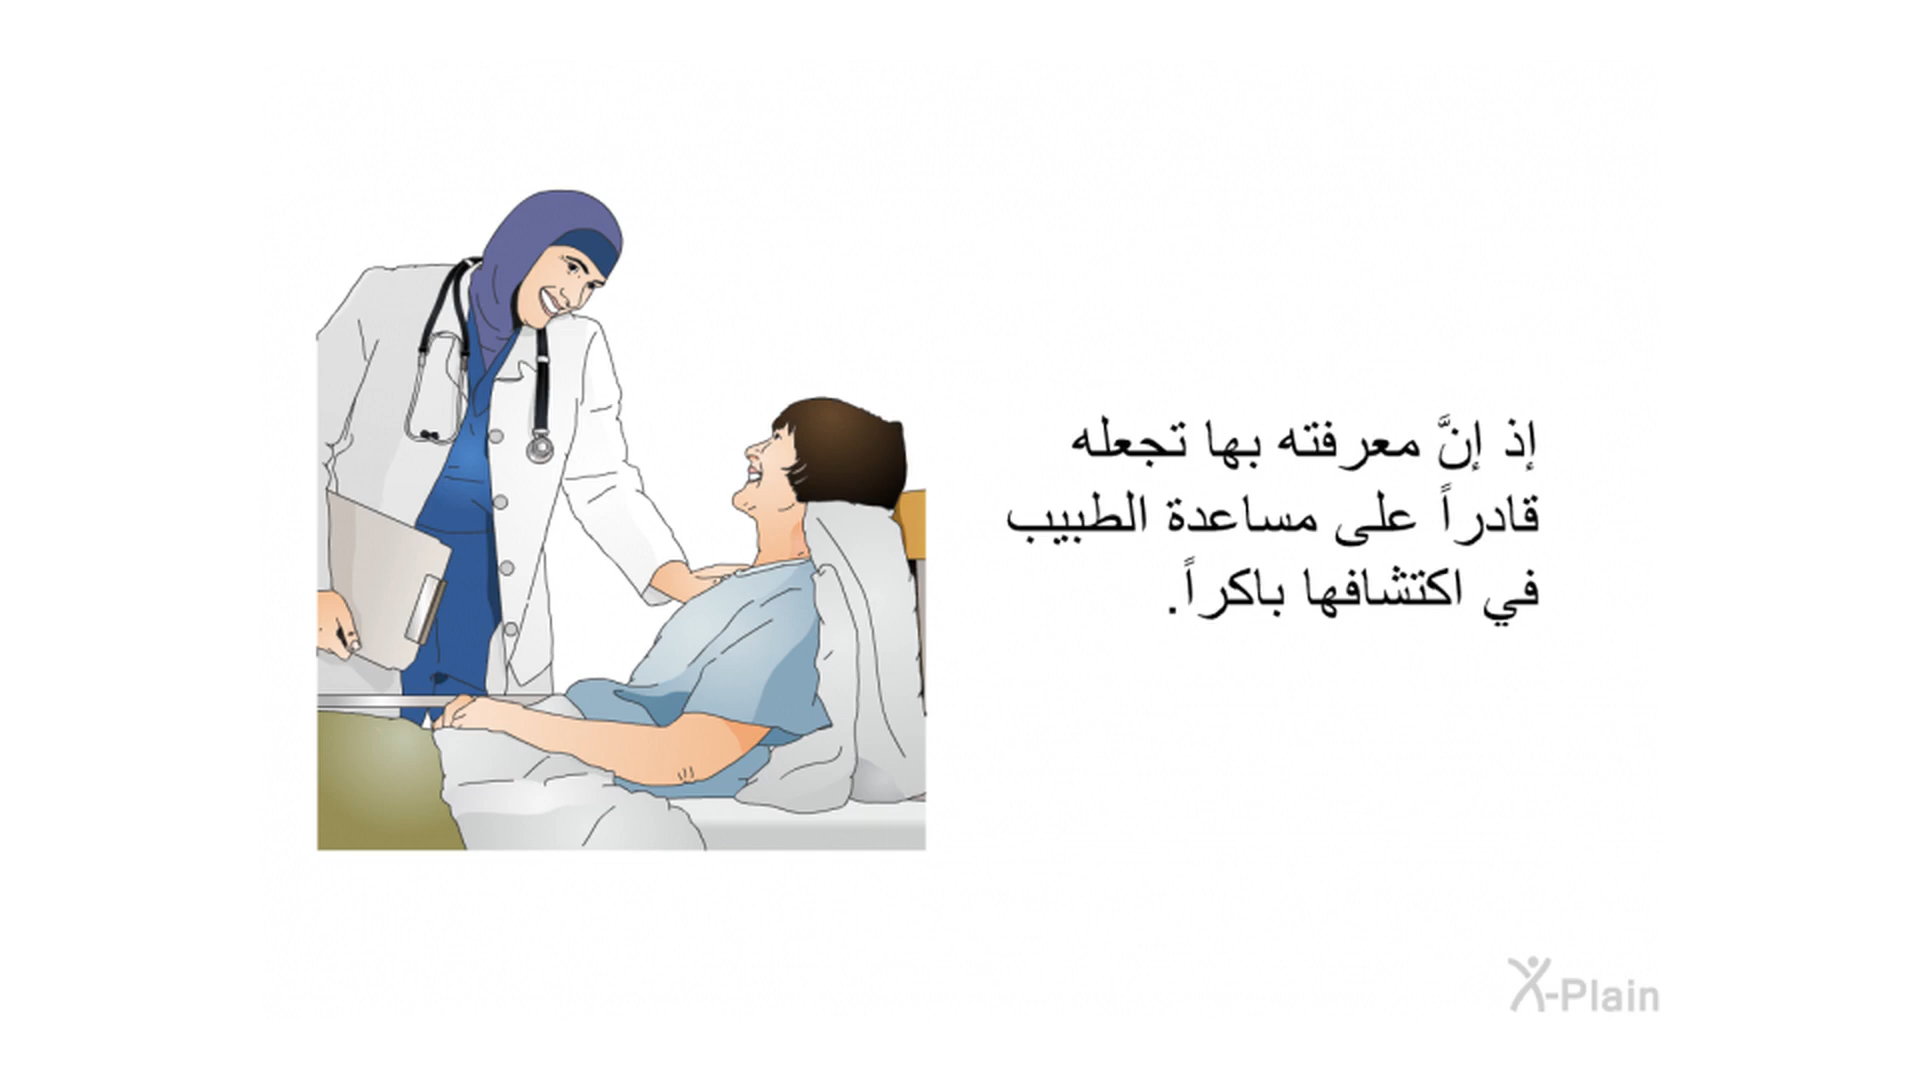 إذ إنَّ معرفته بها تجعله
قادراً على مساعدة الطبيب
في اكتشافها باكراً.
X-Plain